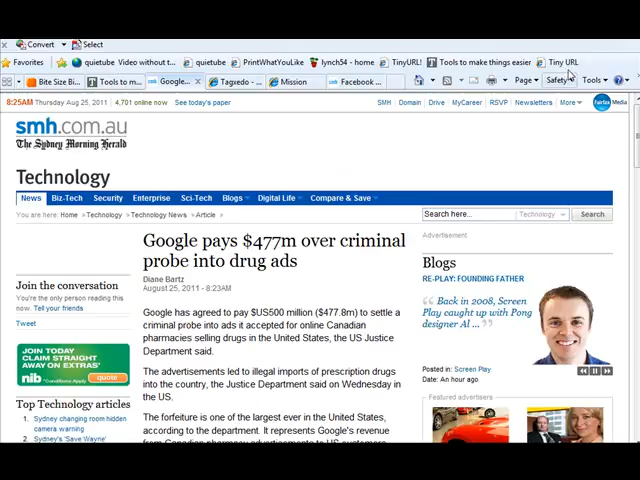 Convert Select
Favorites quietube Video without t... quietube PrintWhatYouLike lynch54 - home TinyURL! Tools to make things easier Tiny URL
Bite Size Bi... Tools to m... Google... x Tagxedo - ... Mission Facebook ... Page Safety Tools
8:25AM Thursday Aug 25, 2011 4,701 online now See today's paper SMH Domain Drive MyCareer RSVP Newsletters More Fairfax Media
smh.com.au
The Sydney Morning Herald
Technology
News Biz-Tech Security Enterprise Sci-Tech Blogs Digital Life Compare & Save
You are here: Home > Technology > Technology News > Article Search here... Technology Search
Google pays $477m over criminal
probe into drug ads
Diane Bartz
August 25, 2011 - 8:23AM
Join the conversation
You're the only person reading this
now. Tell your friends
Tweet
JOIN TODAY
CLAIM STRAIGHT
AWAY ON EXTRAS*
nib *Conditions Apply quote
Top Technology articles
1. Sydney changing room hidden
camera warning
2. Sydney's 'Save Wayne'
Google has agreed to pay $US500 million ($477.8m) to settle a
criminal probe into ads it accepted for online Canadian
pharmacies selling drugs in the United States, the US Justice
Department said.
The advertisements led to illegal imports of prescription drugs
into the country, the Justice Department said on Wednesday in
the US.
The forfeiture is one of the largest ever in the United States,
according to the department. It represents Google's revenue
from Canadian pharmacy advertisements to US customers
Advertisement
Blogs
RE-PLAY: FOUNDING FATHER
“ Back in 2008, Screen
Play caught up with Pong
designer Al ... ”
Posted in: Screen Play
Date: An hour ago
Featured advertisers